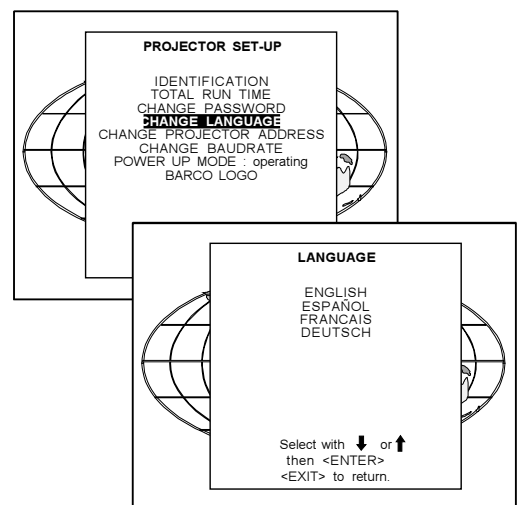 PROJECTOR SET-UP
IDENTIFICATION
TOTAL RUN TIME
CHANGE PASSWORD
CHANGE LANGUAGE
CHANGE PROJECTOR ADDRESS
CHANGE BAUDRATE
POWER UP MODE : operating
BARCO LOGO
LANGUAGE
ENGLISH
ESPAÑOL
FRANCAIS
DEUTSCH
Select with ⬇ or ⬆
then <ENTER>
<EXIT> to return.